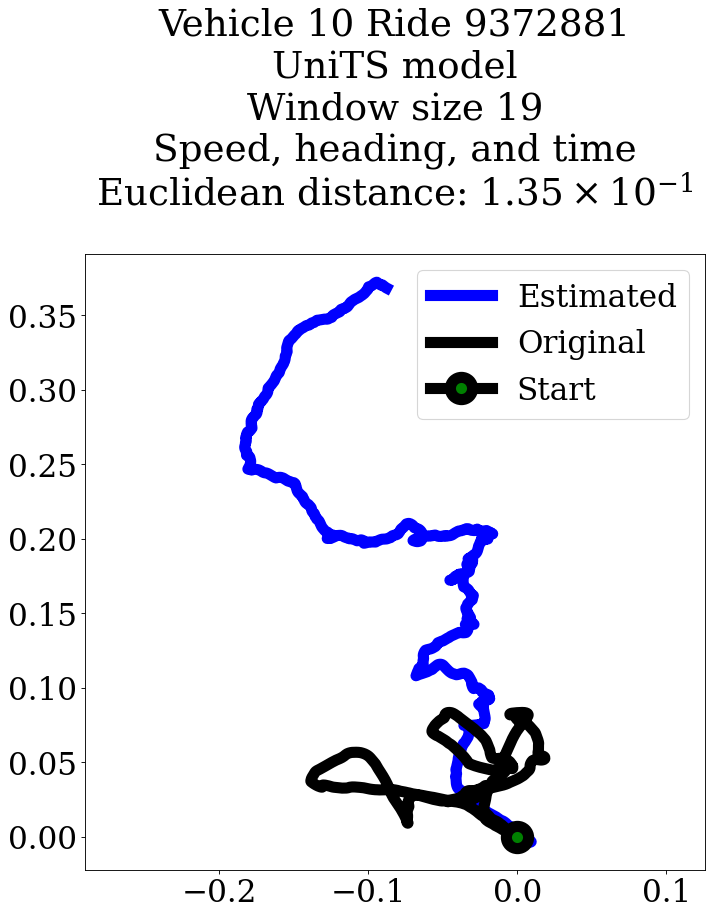 Vehicle 10 Ride 9372881
UniTS model
Window size 19
Speed, heading, and time
Euclidean distance: 1.35 × 10⁻¹
Estimated
Original
Start
0.35
0.30
0.25
0.20
0.15
0.10
0.05
0.00
−0.2
−0.1
0.0
0.1